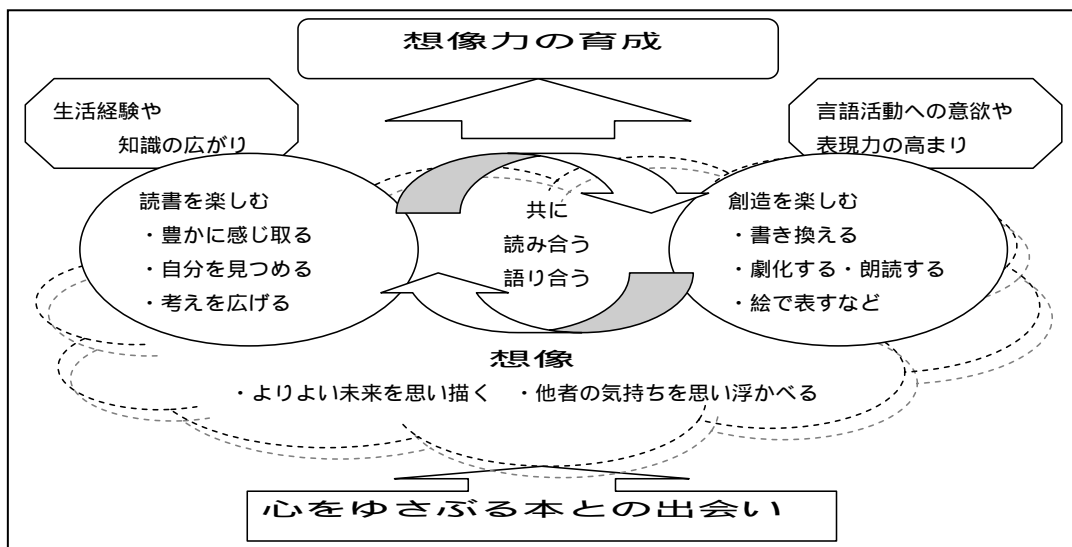 想像力の育成
生活経験や
知識の広がり
言語活動への意欲や
表現力の高まり
読書を楽しむ
・豊かに感じ取る
・自分を見つめる
・考えを広げる
共に
読み合う
語り合う
創造を楽しむ
・書き換える
・劇化する・朗読する
・絵で表すなど
想像
・よりよい未来を思い描く　・他者の気持ちを思い浮かべる
心をゆさぶる本との出会い